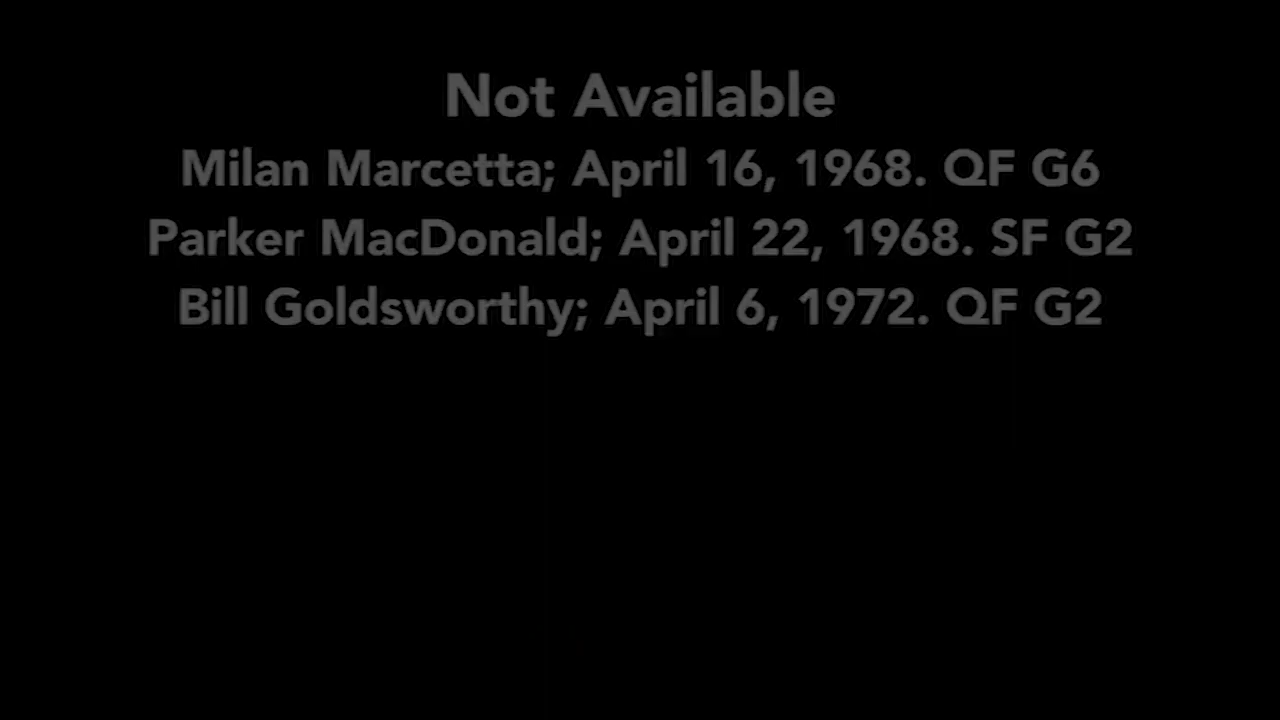 Not Available
Milan Marcetta; April 16, 1968. QF G6
Parker MacDonald; April 22, 1968. SF G2
Bill Goldsworthy; April 6, 1972. QF G2